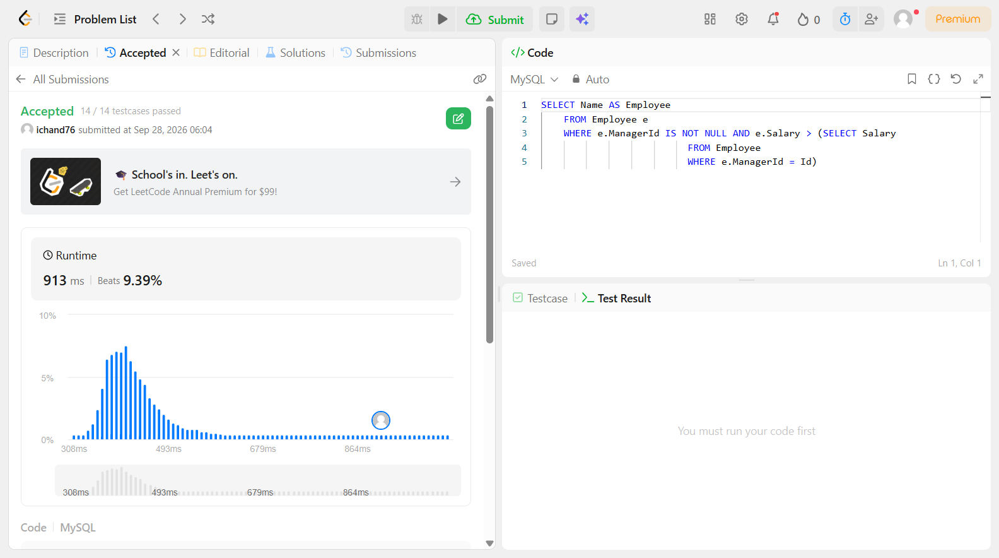 Problem List
Submit
0
Premium
Description
Accepted
Editorial
Solutions
Submissions
All Submissions
Accepted 14 / 14 testcases passed
ichand76 submitted at Sep 28, 2026 06:04
School's in. Leet's on.
Get LeetCode Annual Premium for $99!
Runtime
913 ms Beats 9.39%
10%
5%
0%
308ms 493ms 679ms 864ms
308ms 493ms 679ms 864ms
Code MySQL
</> Code
MySQL Auto
1 SELECT Name AS Employee
2 FROM Employee e
3 WHERE e.ManagerId IS NOT NULL AND e.Salary > (SELECT Salary
4 FROM Employee
5 WHERE e.ManagerId = Id)
Saved Ln 1, Col 1
Testcase
Test Result
You must run your code first